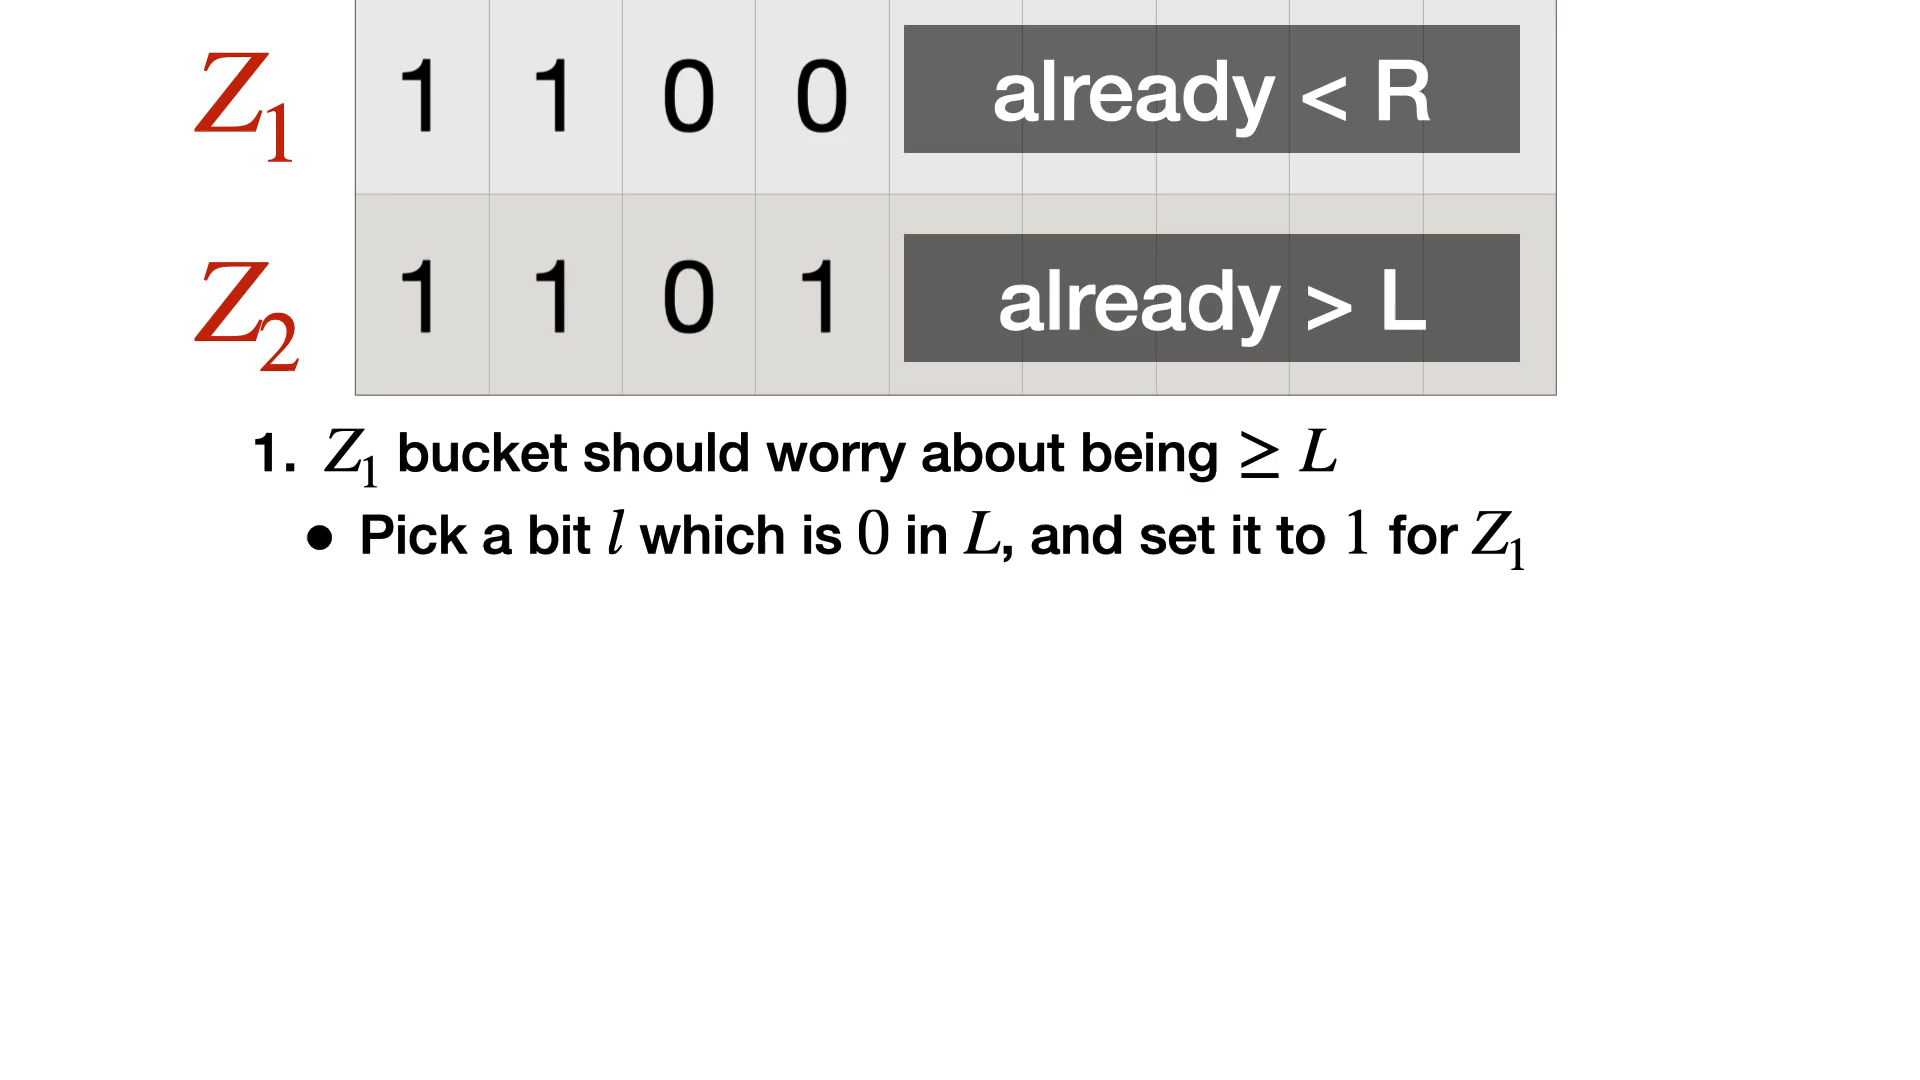 Z₁ 1 1 0 0 already < R
Z₂ 1 1 0 1 already > L
1. Z₁ bucket should worry about being ≥ L
• Pick a bit l which is 0 in L, and set it to 1 for Z₁